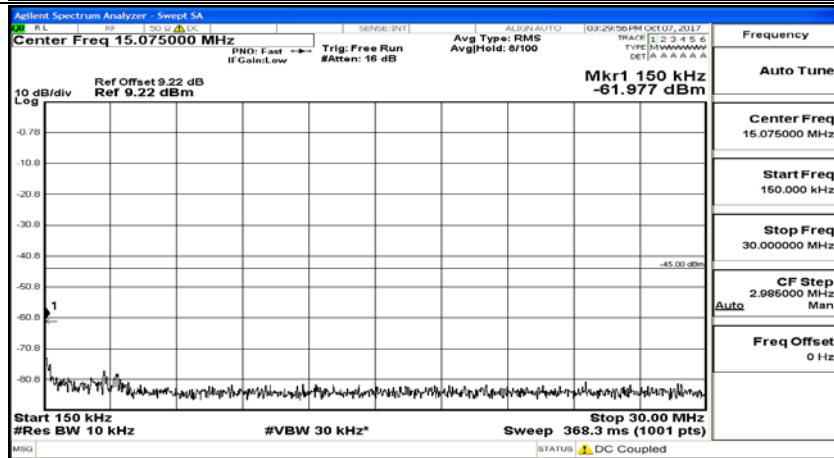 Agilent Spectrum Analyzer - Swept SA
RL RF 50 Ω DC SENSE:INT ALIGN AUTO 03:29:56 PM Oct 07, 2017
Center Freq 15.075000 MHz
PNO: Fast
IFGain:Low
Trig: Free Run
#Atten: 16 dB
Avg Type: RMS
Avg|Hold: 8/100
TRACE 1 2 3 4 5 6
TYPE MWWWWW
DET A A A A A A
Ref Offset 9.22 dB
10 dB/div Ref 9.22 dBm
Log
Mkr1 150 kHz
-61.977 dBm
-0.78
-10.8
-20.8
-30.8
-40.8
-45.00 dBm
-50.8
1
-60.8
-70.8
-80.8
Start 150 kHz Stop 30.00 MHz
#Res BW 10 kHz #VBW 30 kHz* Sweep 368.3 ms (1001 pts)
MSG STATUS DC Coupled
Frequency
Auto Tune
Center Freq
15.075000 MHz
Start Freq
150.000 kHz
Stop Freq
30.000000 MHz
CF Step
2.985000 MHz
Auto Man
Freq Offset
0 Hz